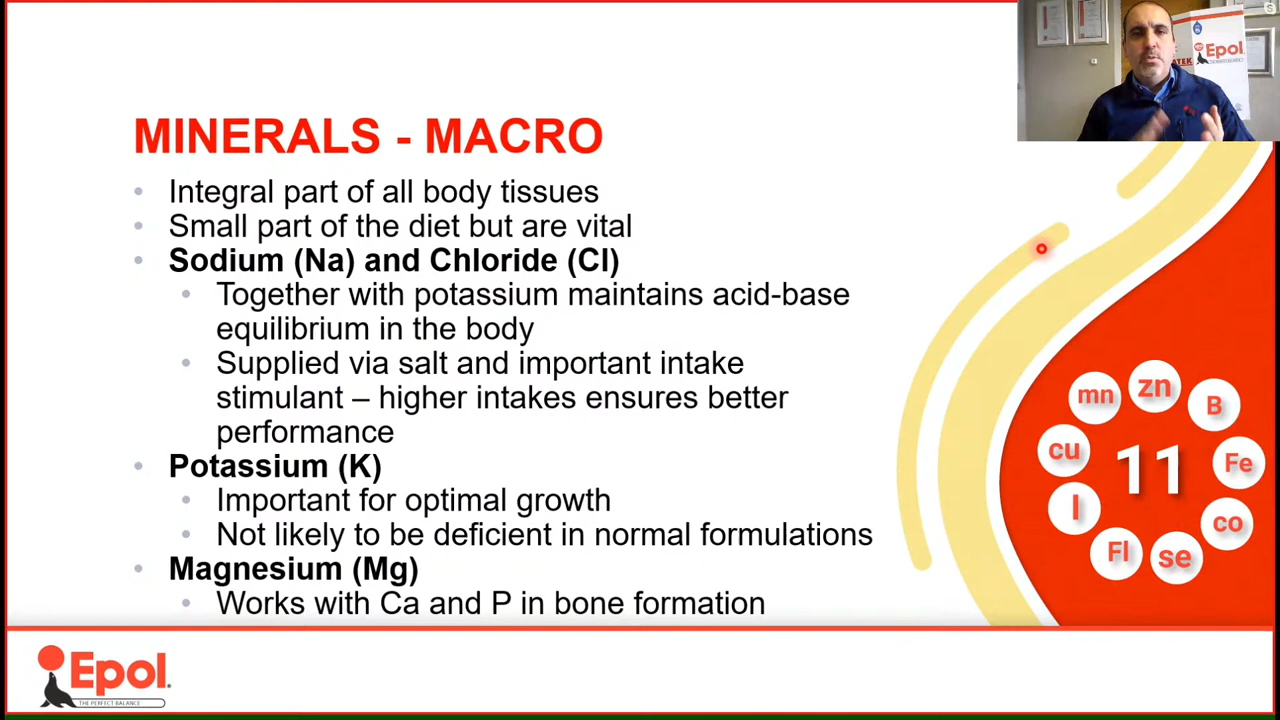 MINERALS - MACRO
• Integral part of all body tissues
• Small part of the diet but are vital
• Sodium (Na) and Chloride (Cl)
• Together with potassium maintains acid-base
equilibrium in the body
• Supplied via salt and important intake
stimulant – higher intakes ensures better
performance
• Potassium (K)
• Important for optimal growth
• Not likely to be deficient in normal formulations
• Magnesium (Mg)
• Works with Ca and P in bone formation
Epol
S
mn
zn
B
cu
11
Fe
I
co
Fl
se
Epol
THE PERFECT BALANCE